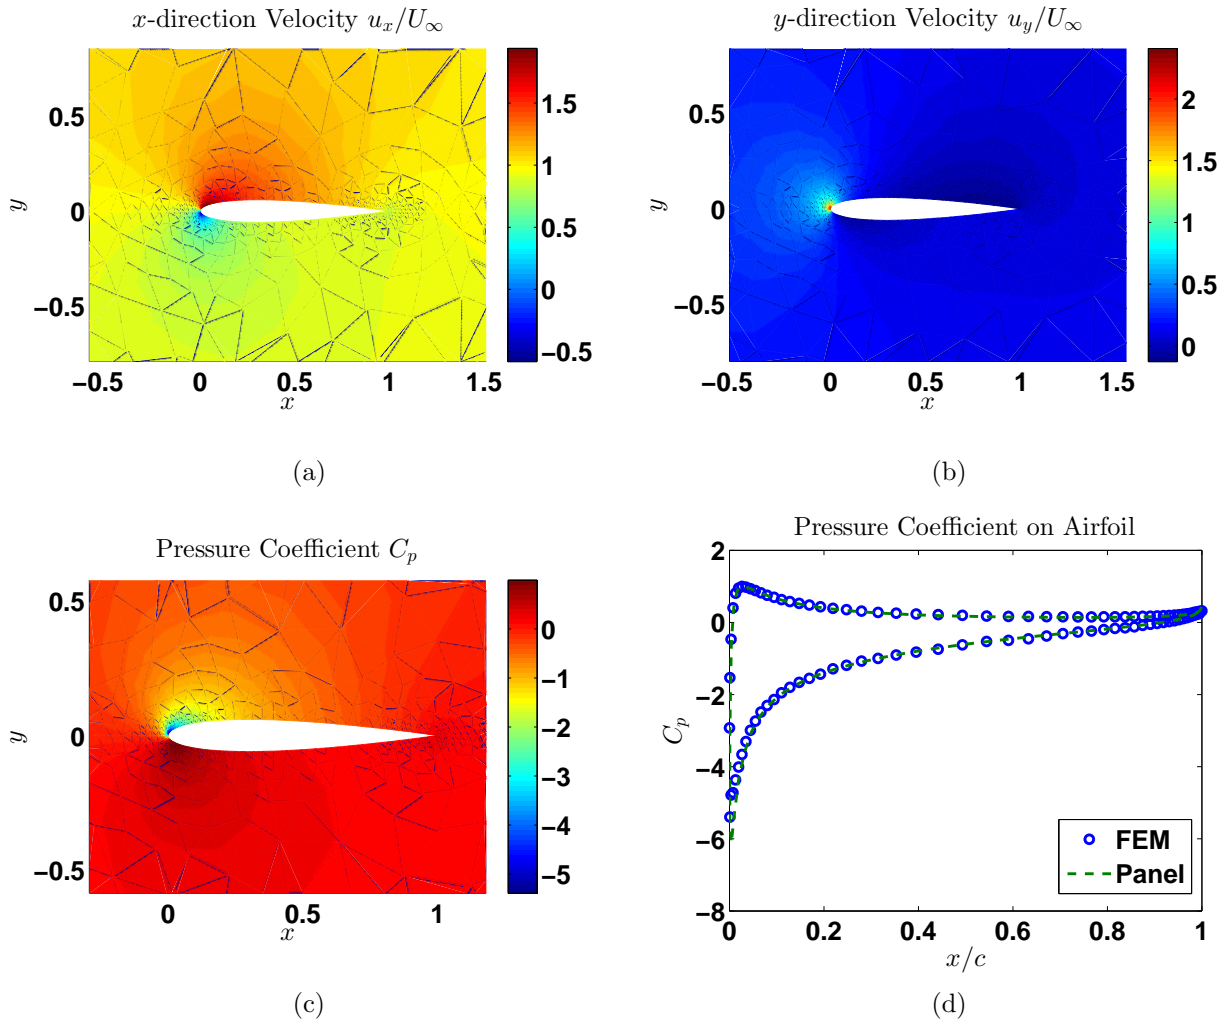 x-direction Velocity u_x/U_∞
y
0.5
0
−0.5
−0.5 0 0.5 1 1.5
x
1.5
1
0.5
0
−0.5
(a)
y-direction Velocity u_y/U_∞
y
0.5
0
−0.5
−0.5 0 0.5 1 1.5
x
2
1.5
1
0.5
0
(b)
Pressure Coefficient C_p
y
0.5
0
−0.5
0 0.5 1
x
0
−1
−2
−3
−4
−5
(c)
Pressure Coefficient on Airfoil
C_p
2
0
−2
−4
−6
−8
0 0.2 0.4 0.6 0.8 1
x/c
FEM
Panel
(d)